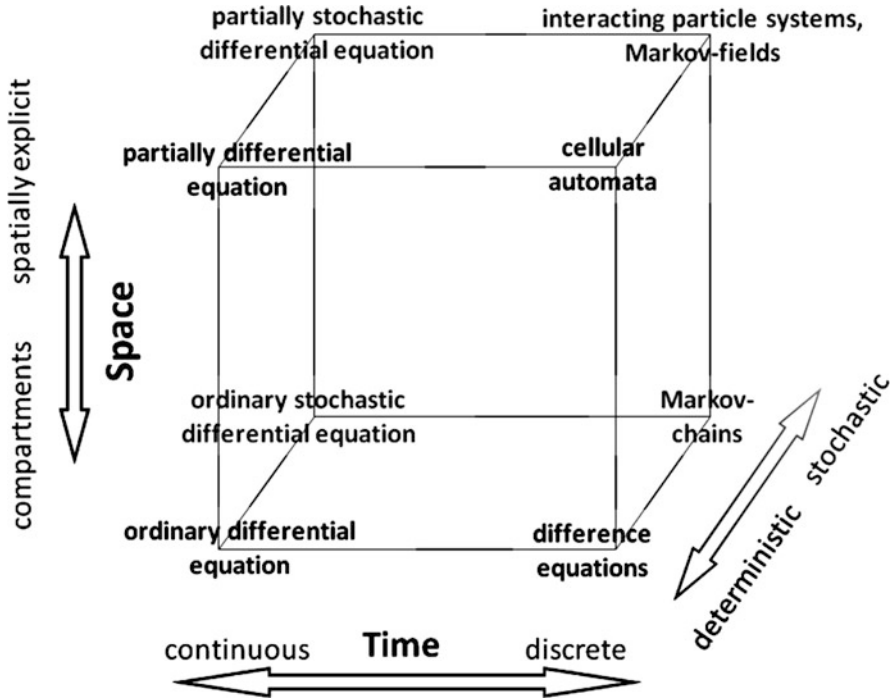 partially stochastic
differential equation
interacting particle systems,
Markov-fields
partially differential
equation
cellular
automata
spatially explicit
Space
compartments
ordinary stochastic
differential equation
Markov-
chains
stochastic
deterministic
ordinary differential
equation
difference
equations
continuous
Time
discrete